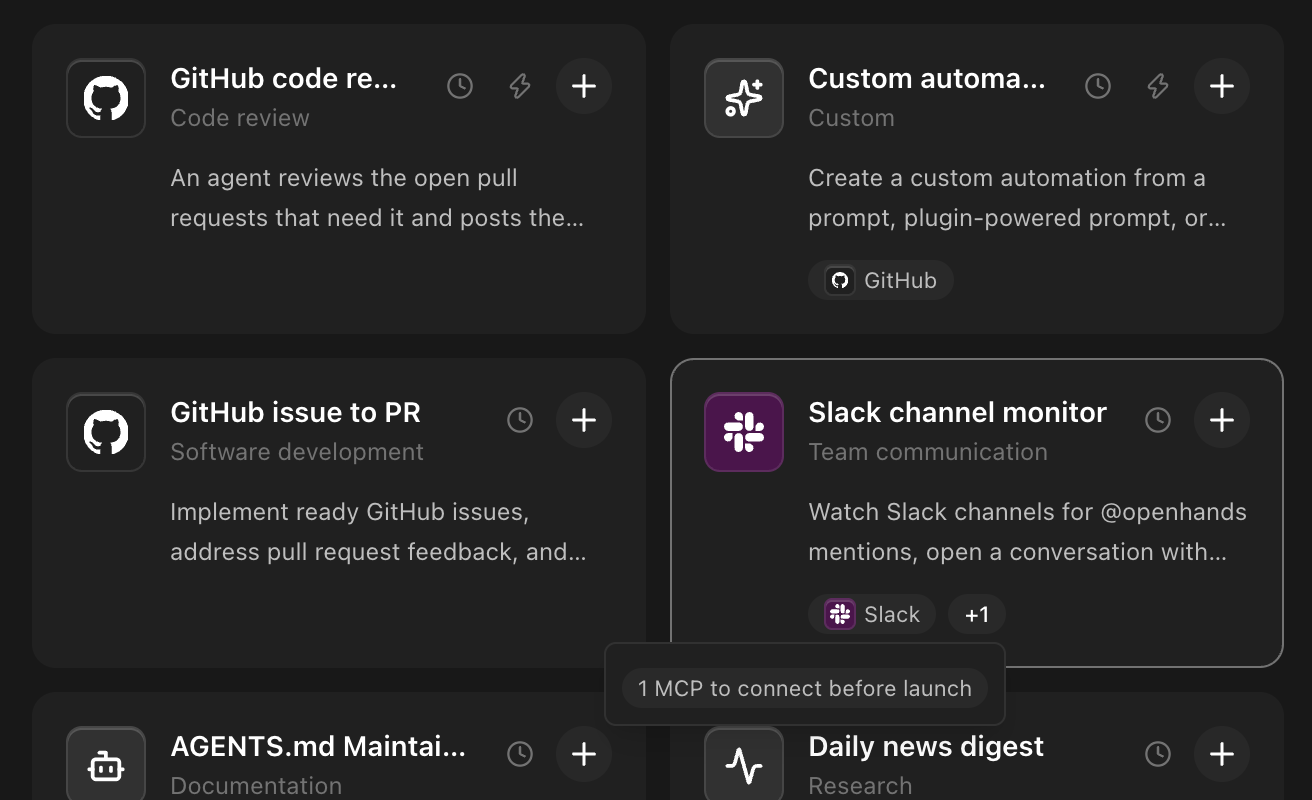 GitHub code re...
Code review
An agent reviews the open pull
requests that need it and posts the...
Custom automa...
Custom
Create a custom automation from a
prompt, plugin-powered prompt, or...
GitHub
GitHub issue to PR
Software development
Implement ready GitHub issues,
address pull request feedback, and...
Slack channel monitor
Team communication
Watch Slack channels for @openhands
mentions, open a conversation with...
Slack
+1
1 MCP to connect before launch
AGENTS.md Maintai...
Documentation
Daily news digest
Research